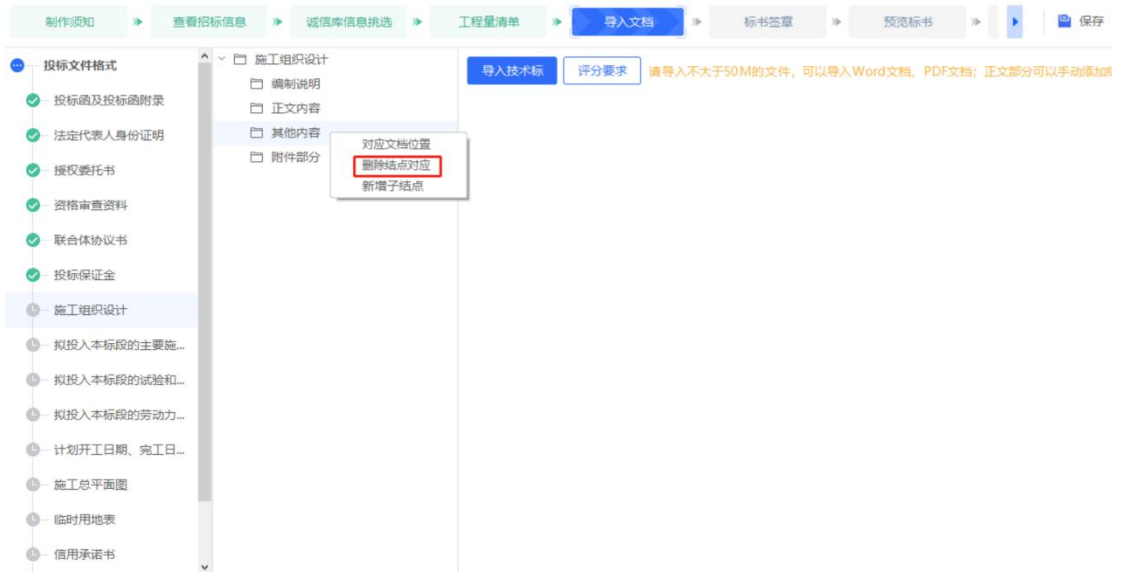 制作须知
查看招标信息
诚信库信息挑选
工程量清单
导入文档
标书签章
预览标书
保存
投标文件格式
投标函及投标函附录
法定代表人身份证明
授权委托书
资格审查资料
联合体协议书
投标保证金
施工组织设计
拟投入本标段的主要施...
拟投入本标段的试验和...
拟投入本标段的劳动力...
计划开工日期、完工日...
施工总平面图
临时用地表
信用承诺书
施工组织设计
编制说明
正文内容
其他内容
附件部分
对应文档位置
删除结点对应
新增子结点
导入技术标
评分要求
请导入不大于50M的文件，可以导入Word文档、PDF文档；正文部分可以手动添加